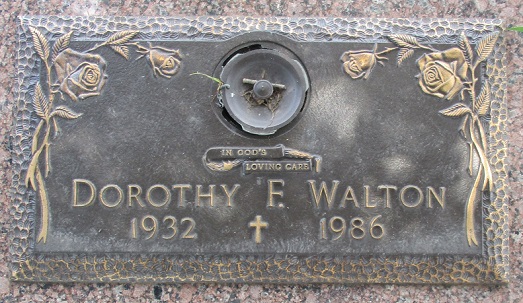 IN GOD'S
LOVING CARE
DOROTHY F. WALTON
1932 1986